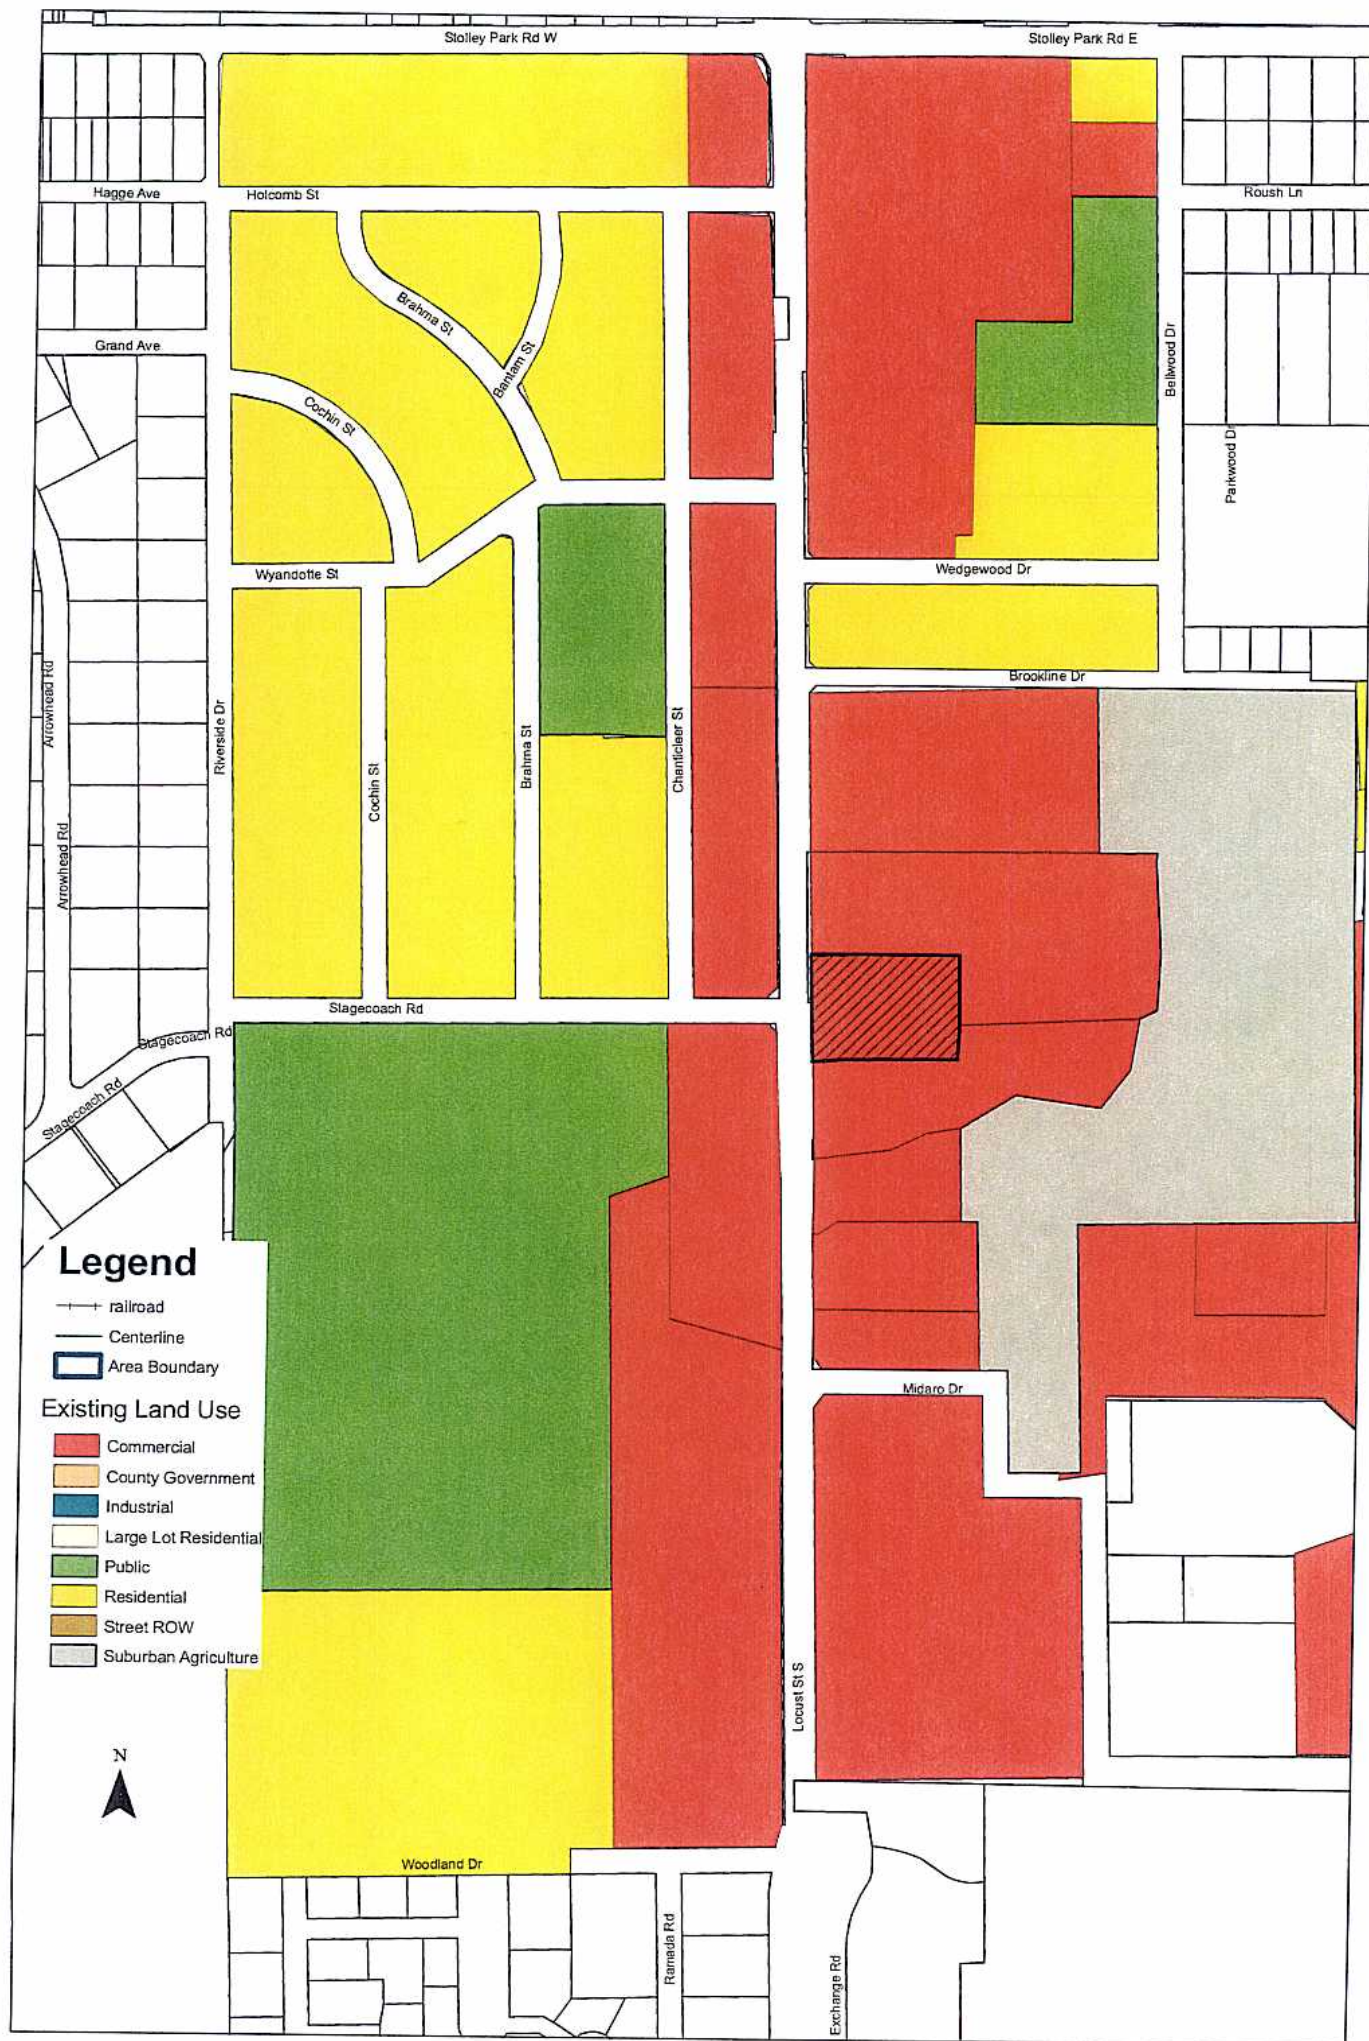 Stolley Park Rd W
Stolley Park Rd E
Hagge Ave
Holcomb St
Roush Ln
Brahma St
Grand Ave
Bantam St
Bellwood Dr
Cochin St
Parkwood Dr
Wyandotte St
Wedgewood Dr
Brookline Dr
Arrowhead Rd
Riverside Dr
Brahma St
Chanticleer St
Cochin St
Arrowhead Rd
Stagecoach Rd
Stagecoach Rd
Stagecoach Rd
Legend
railroad
Centerline
Area Boundary
Existing Land Use
Commercial
County Government
Industrial
Large Lot Residential
Public
Residential
Street ROW
Suburban Agriculture
Midaro Dr
Locust St S
N
Woodland Dr
Ramada Rd
Exchange Rd